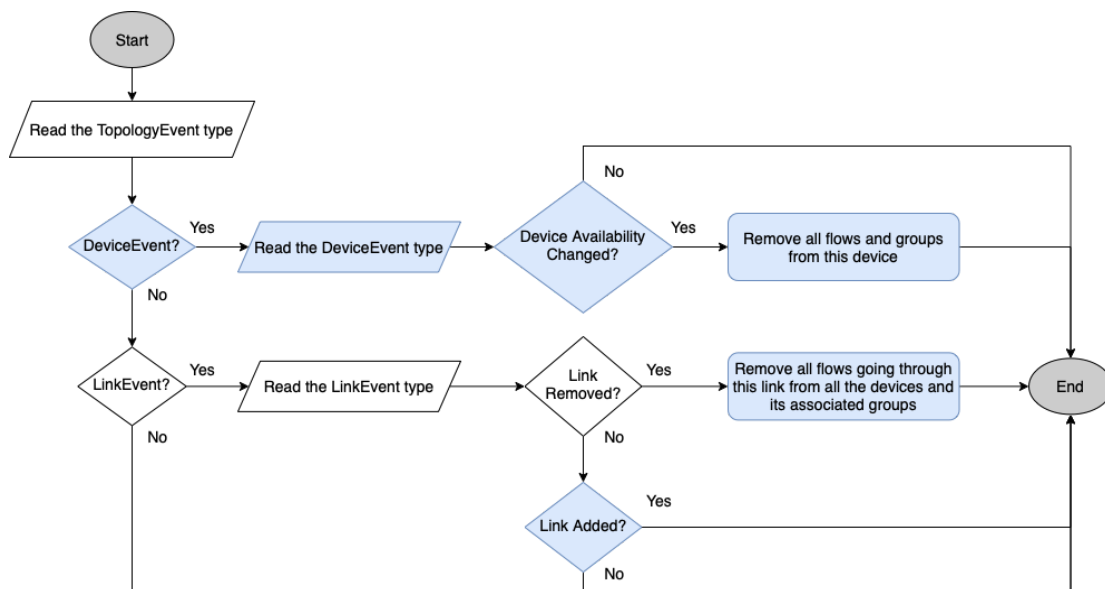 Start
Read the TopologyEvent type
No
DeviceEvent?
Yes
Read the DeviceEvent type
Device Availability
Changed?
Yes
Remove all flows and groups
from this device
No
LinkEvent?
Yes
Read the LinkEvent type
Link
Removed?
Yes
Remove all flows going through
this link from all the devices and
its associated groups
End
No
No
Link Added?
Yes
No